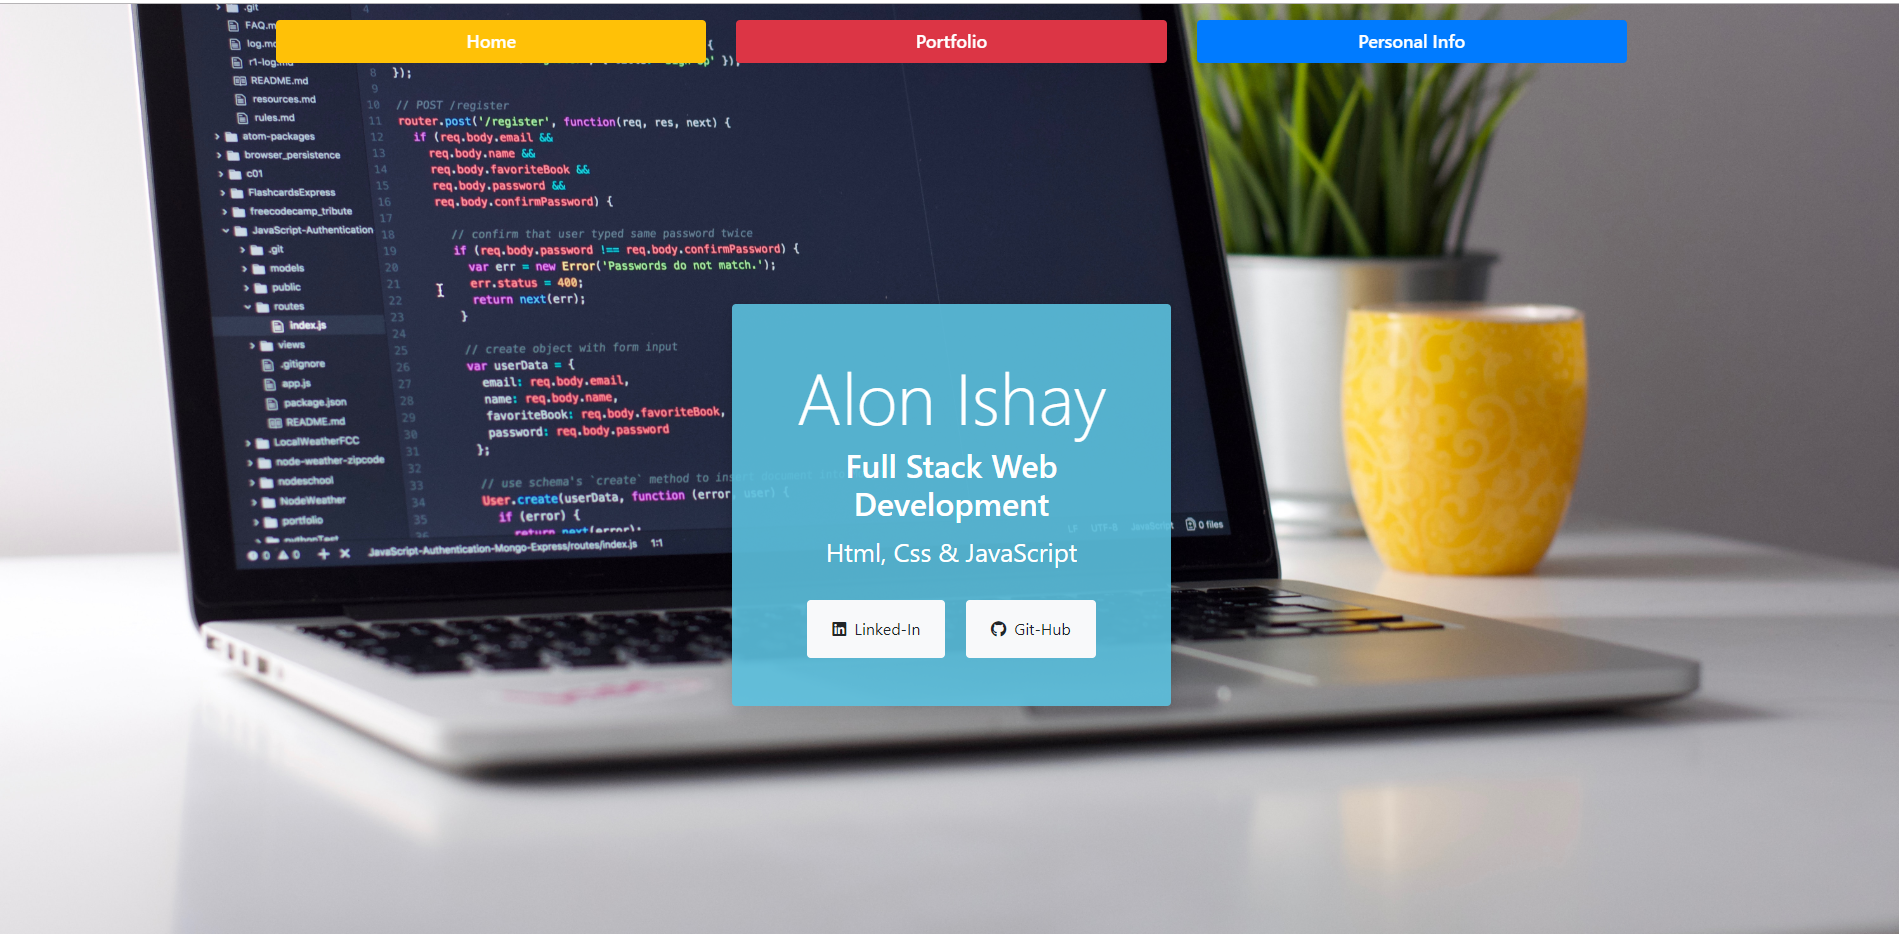 Home
Portfolio
Personal Info
.git
FAQ.m
log.m
r1-log.m
README.md
resources.md
rules.md
atom-packages
browser_persistence
c01
FlashcardsExpress
freecodecamp_tribute
JavaScript-Authentication
.git
models
public
routes
index.js
views
.gitignore
app.js
package.json
README.md
LocalWeatherFCC
node-weather-zipcode
nodeschool
NodeWeather
portfolio
pythonTest
4
8 });
9
10 // POST /register
11 router.post('/register', function(req, res, next) {
12 if (req.body.email &&
13 req.body.name &&
14 req.body.favoriteBook &&
15 req.body.password &&
16 req.body.confirmPassword) {
17
18 // confirm that user typed same password twice
19 if (req.body.password !== req.body.confirmPassword) {
20 var err = new Error('Passwords do not match.');
21 err.status = 400;
22 return next(err);
23 }
24
25 // create object with form input
26 var userData = {
27 email: req.body.email,
28 name: req.body.name,
29 favoriteBook: req.body.favoriteBook,
30 password: req.body.password
31 };
32
33 // use schema's `create` method to insert document into
34 User.create(userData, function (error, user) {
35 if (error) {
36 return next(error);
0 0 + × JavaScript-Authentication-Mongo-Express/routes/index.js 1:1
LF UTF-8 JavaScript 0 files
Alon Ishay
Full Stack Web
Development
Html, Css & JavaScript
Linked-In
Git-Hub